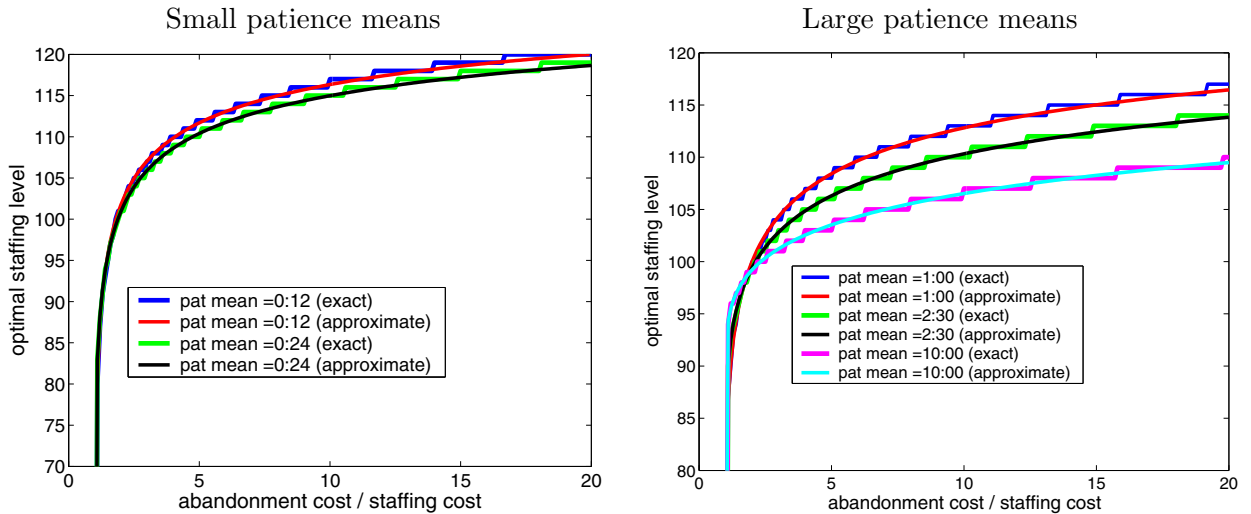 Small patience means
120
115
110
105
100
95
90
85
80
75
70
0
5
10
15
20
optimal staffing level
abandonment cost / staffing cost
pat mean =0:12 (exact)
pat mean =0:12 (approximate)
pat mean =0:24 (exact)
pat mean =0:24 (approximate)
Large patience means
120
115
110
105
100
95
90
85
80
0
5
10
15
20
optimal staffing level
abandonment cost / staffing cost
pat mean =1:00 (exact)
pat mean =1:00 (approximate)
pat mean =2:30 (exact)
pat mean =2:30 (approximate)
pat mean =10:00 (exact)
pat mean =10:00 (approximate)